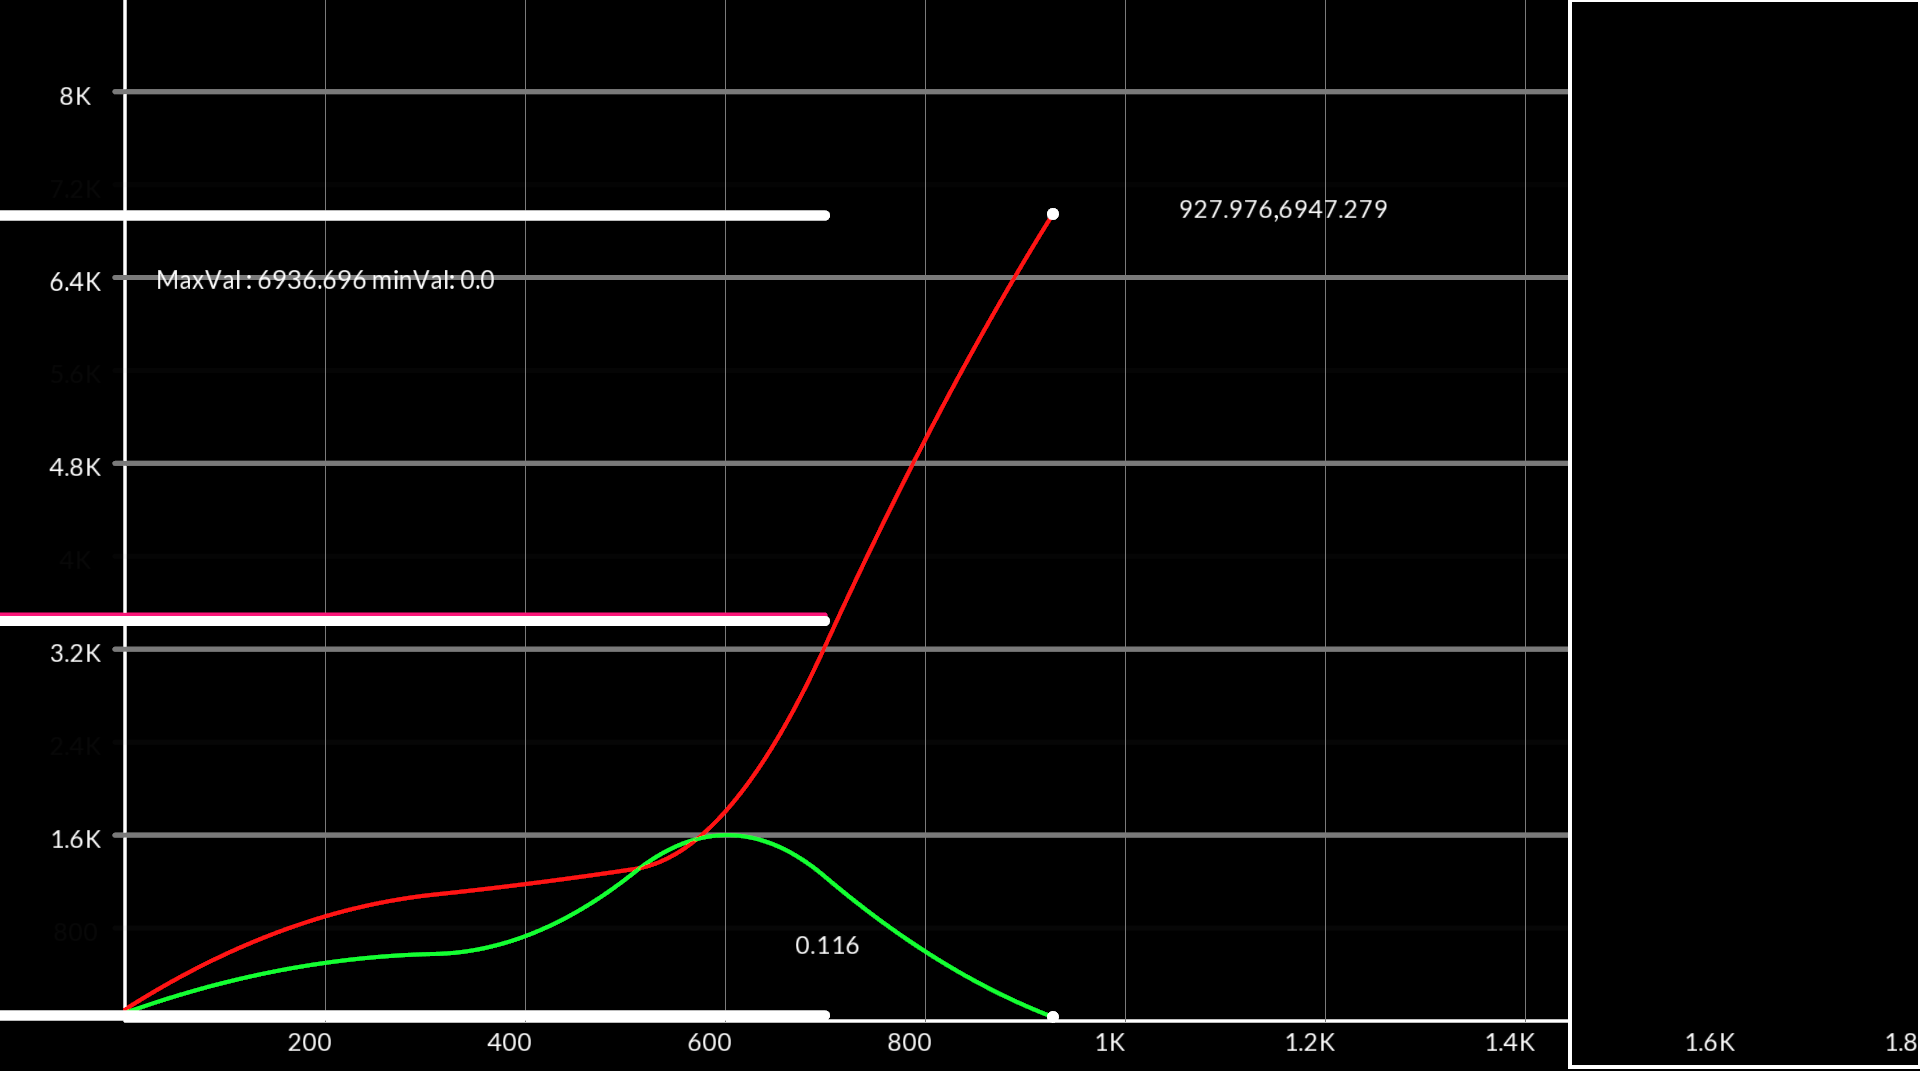 8K
7.2K
927.976,6947.279
6.4K
MaxVal : 6936.696 minVal: 0.0
5.6K
4.8K
4K
3.2K
2.4K
1.6K
800
0.116
200 400 600 800 1K 1.2K 1.4K 1.6K 1.8